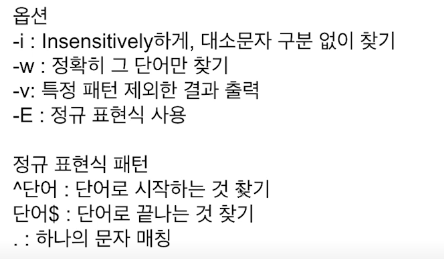 옵션
-i : Insensitively하게, 대소문자 구분 없이 찾기
-w : 정확히 그 단어만 찾기
-v: 특정 패턴 제외한 결과 출력
-E : 정규 표현식 사용
정규 표현식 패턴
^단어 : 단어로 시작하는 것 찾기
단어$ : 단어로 끝나는 것 찾기
. : 하나의 문자 매칭